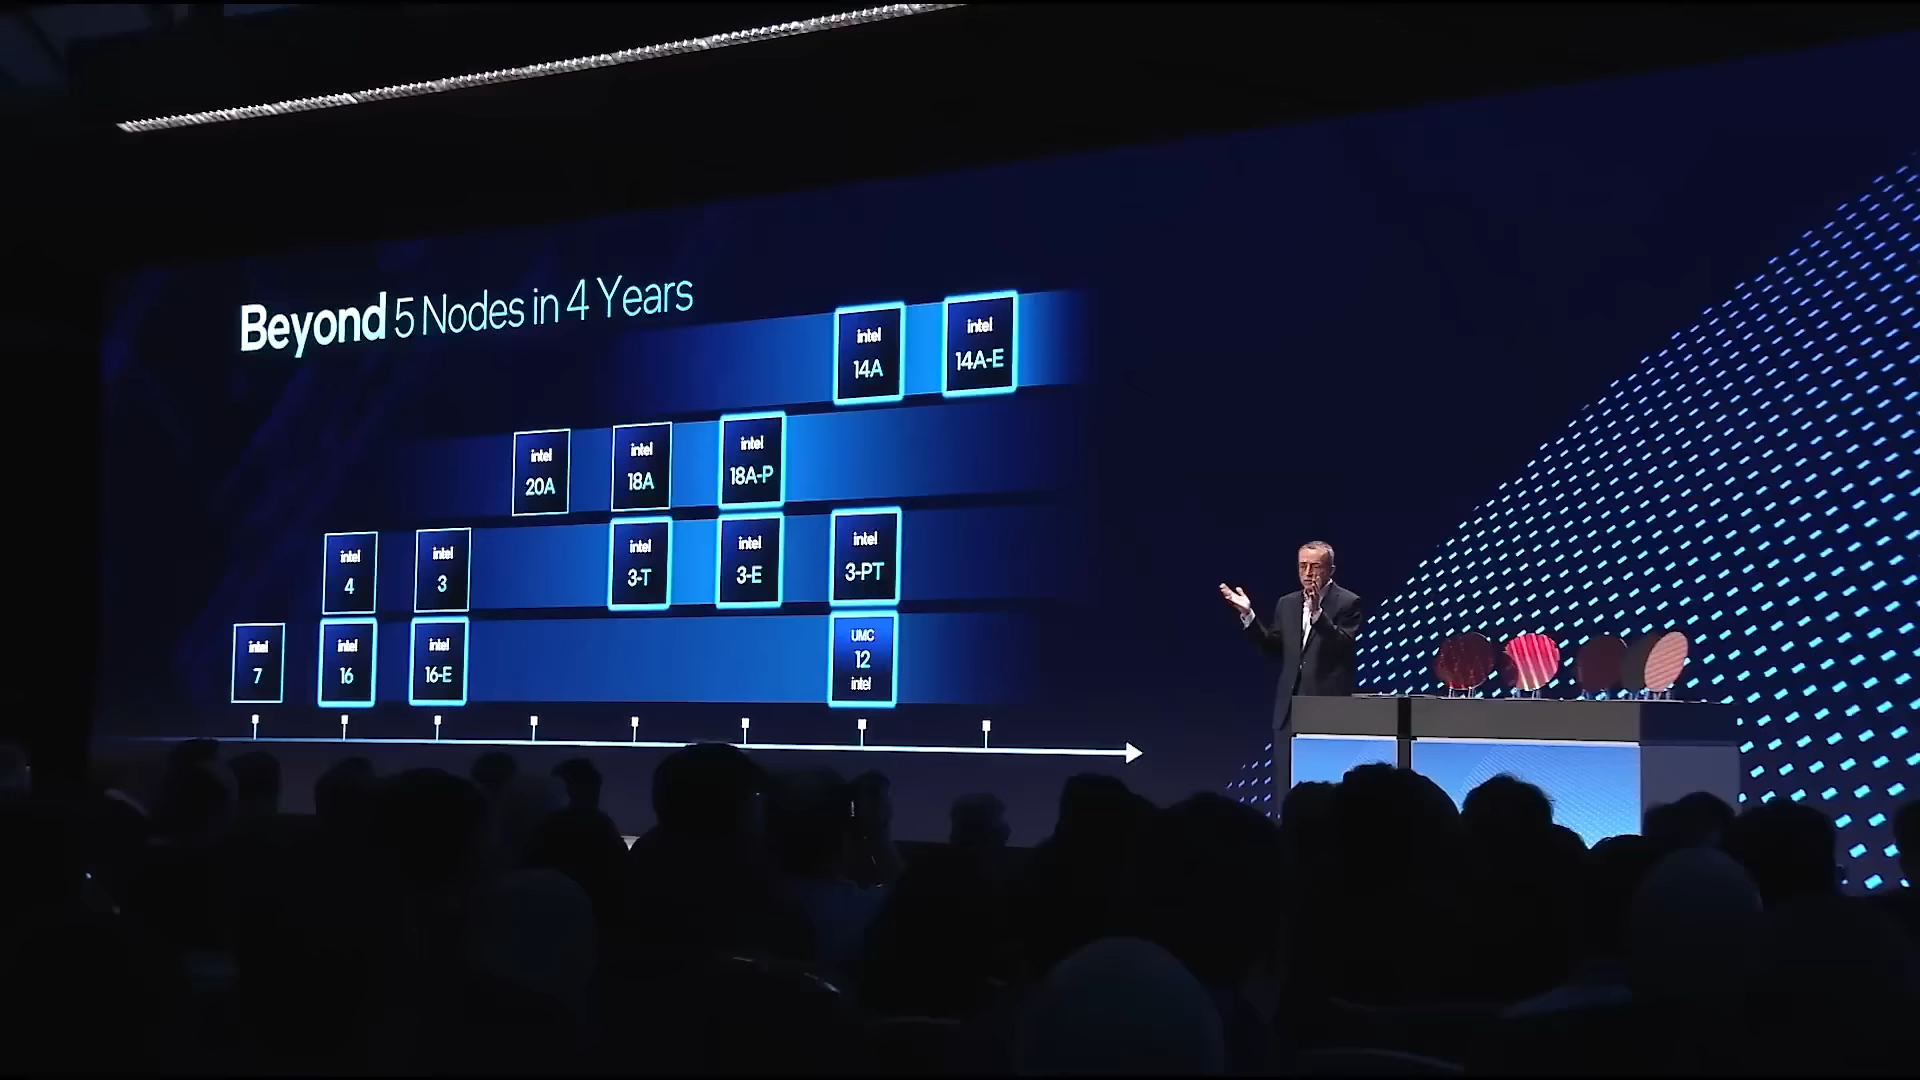 Beyond 5 Nodes in 4 Years
intel
14A
intel
14A-E
intel
20A
intel
18A
intel
18A-P
intel
4
intel
3
intel
3-T
intel
3-E
intel
3-PT
intel
7
intel
16
intel
16-E
UMC
12
intel